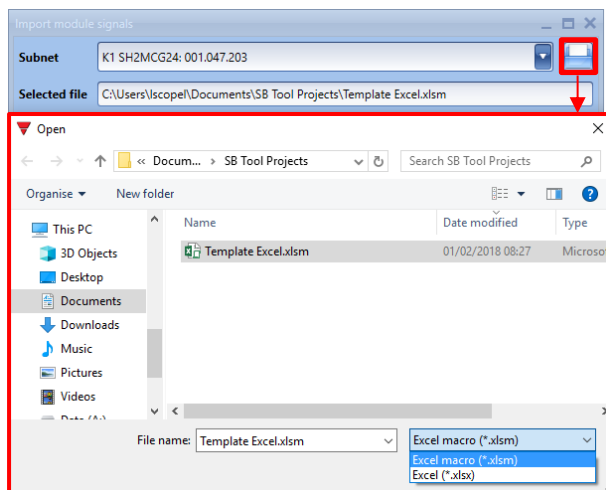 Import module signals
Subnet K1 SH2MCG24: 001.047.203
Selected file C:\Users\lscopel\Documents\SB Tool Projects\Template Excel.xlsm
Open
« Docum... > SB Tool Projects Search SB Tool Projects
Organise New folder
This PC Name Date modified Type
3D Objects Template Excel.xlsm 01/02/2018 08:27 Microso
Desktop
Documents
Downloads
Music
Pictures
Videos
Data (A:)
File name: Template Excel.xlsm Excel macro (*.xlsm)
Excel macro (*.xlsm)
Excel (*.xlsx)